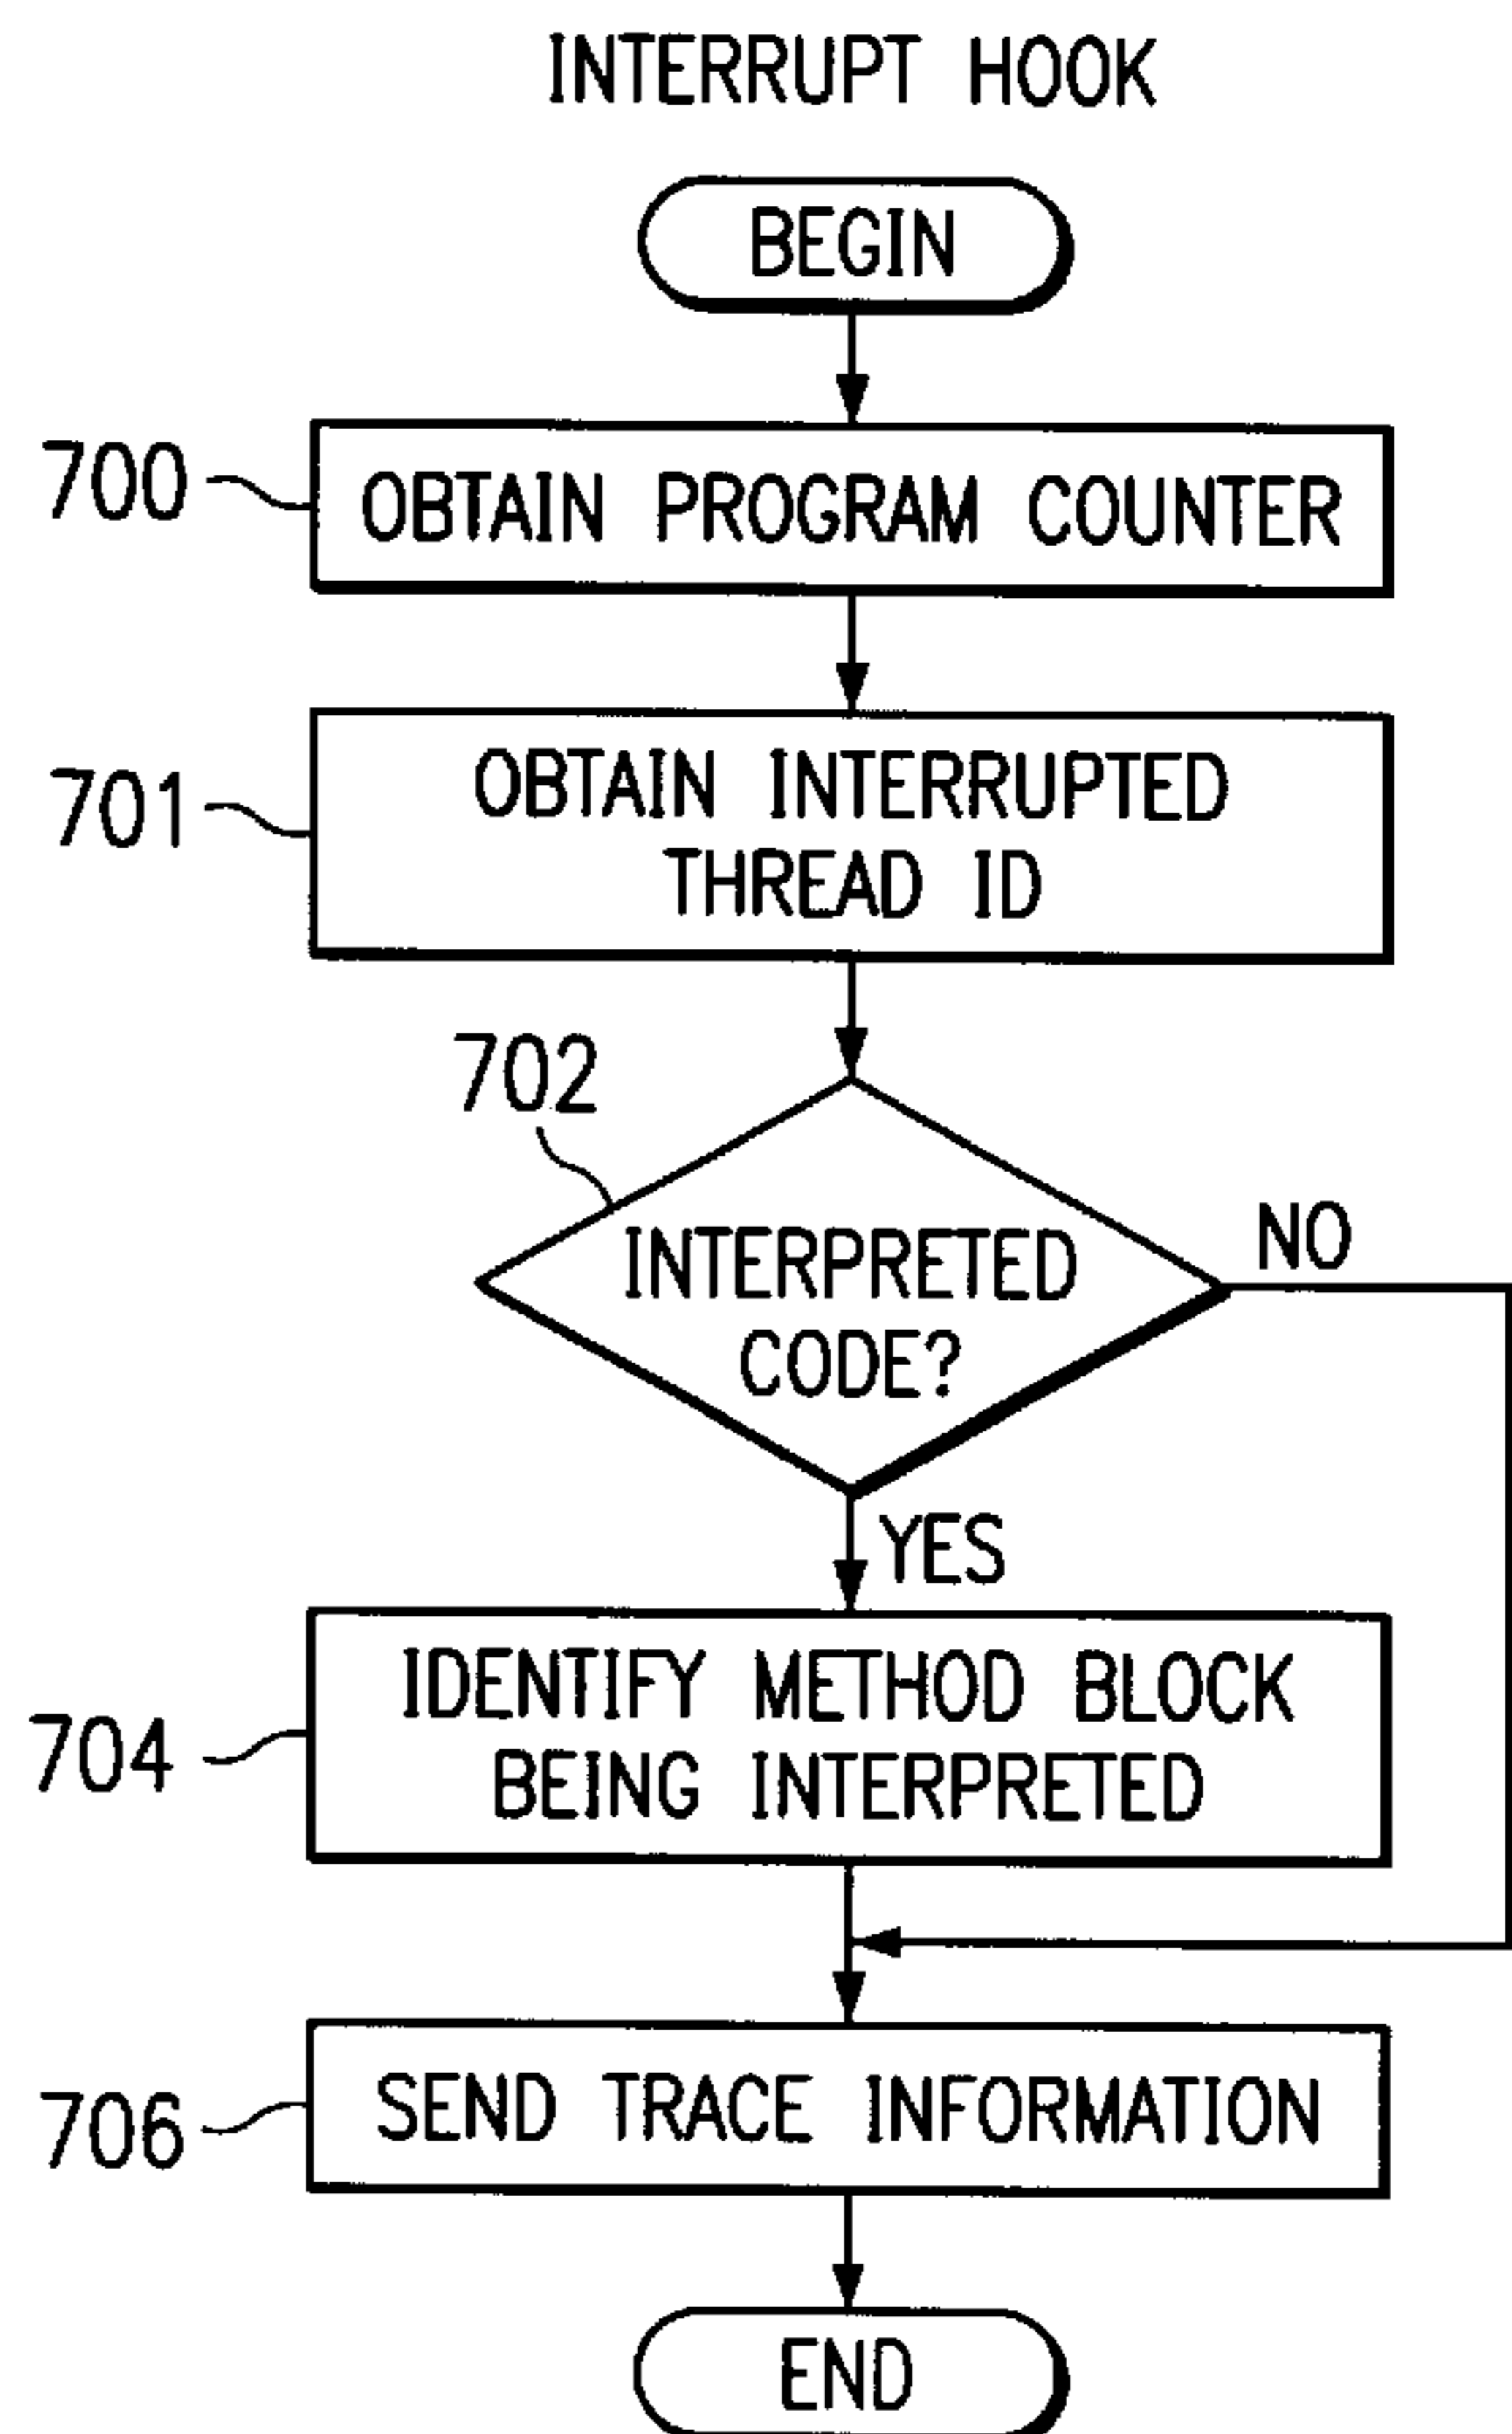 INTERRUPT HOOK
BEGIN
700
OBTAIN PROGRAM COUNTER
701
OBTAIN INTERRUPTED
THREAD ID
702
INTERPRETED
CODE?
NO
YES
704
IDENTIFY METHOD BLOCK
BEING INTERPRETED
706
SEND TRACE INFORMATION
END